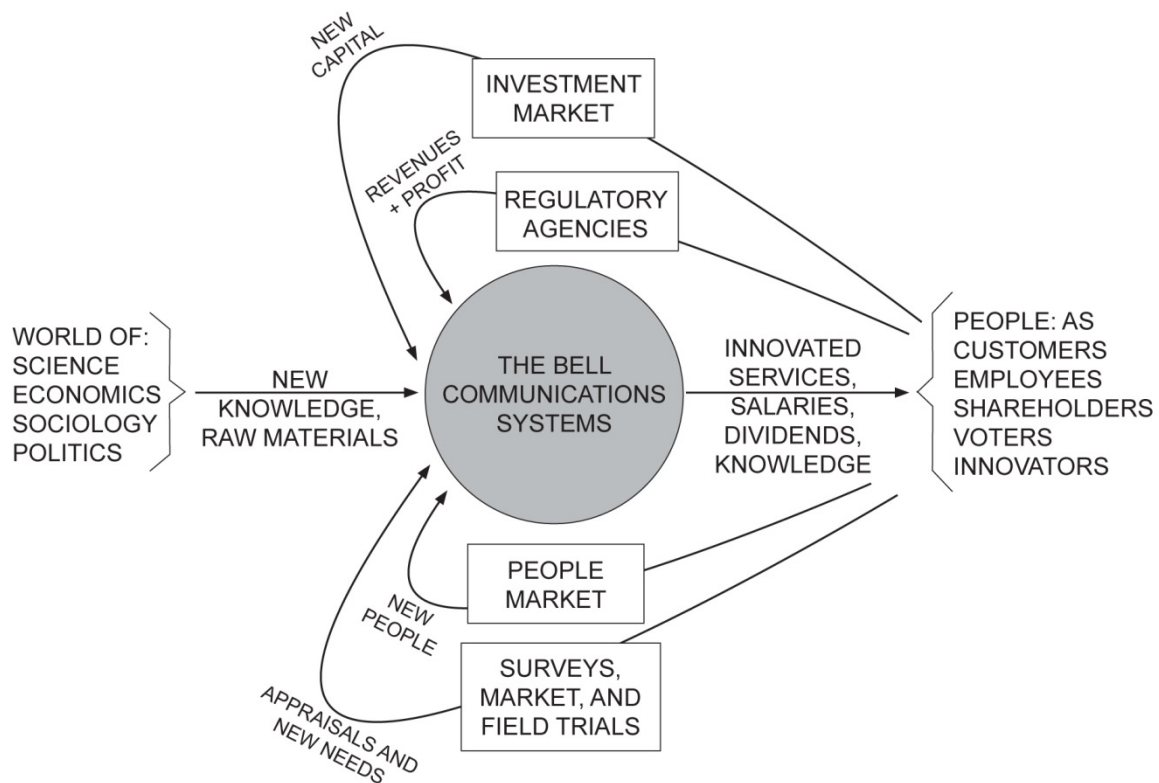 NEW
CAPITAL
INVESTMENT
MARKET
REVENUES
+ PROFIT
REGULATORY
AGENCIES
WORLD OF:
SCIENCE
ECONOMICS
SOCIOLOGY
POLITICS
NEW
KNOWLEDGE,
RAW MATERIALS
THE BELL
COMMUNICATIONS
SYSTEMS
INNOVATED
SERVICES,
SALARIES,
DIVIDENDS,
KNOWLEDGE
PEOPLE: AS
CUSTOMERS
EMPLOYEES
SHAREHOLDERS
VOTERS
INNOVATORS
PEOPLE
MARKET
NEW
PEOPLE
SURVEYS,
MARKET, AND
FIELD TRIALS
APPRAISALS AND
NEW NEEDS